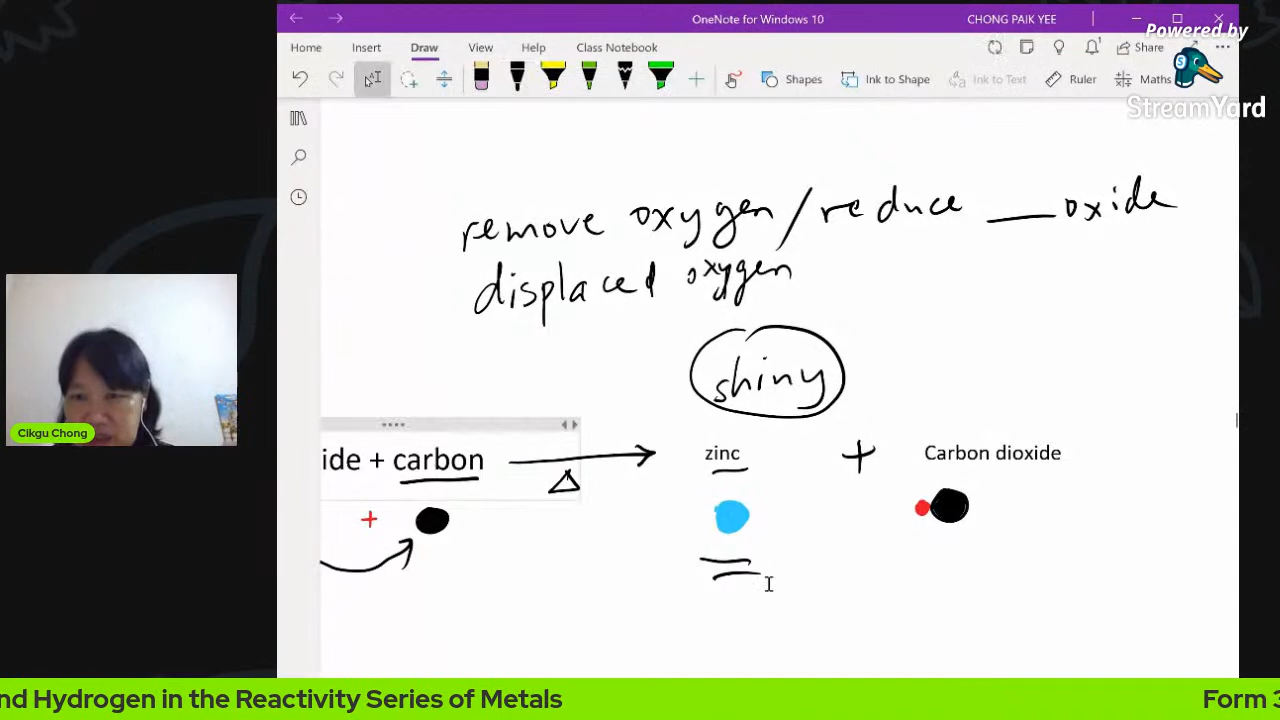 OneNote for Windows 10
CHONG PAIK YEE
Powered by
Home Insert Draw View Help Class Notebook
Share
Shapes Ink to Shape Ink to Text Ruler Maths
StreamYard
remove oxygen/reduce ___ oxide
displaced oxygen
shiny
ide + carbon → zinc + Carbon dioxide
Δ
+
Cikgu Chong
nd Hydrogen in the Reactivity Series of Metals
Form 3